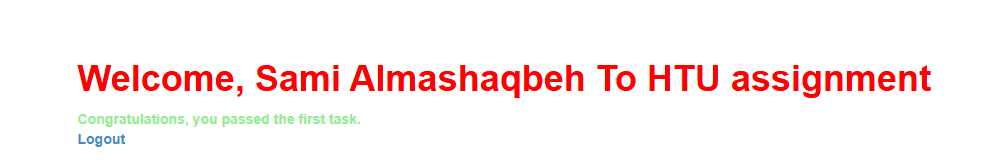 Welcome, Sami Almashaqbeh To HTU assignment
Congratulations, you passed the first task.
Logout